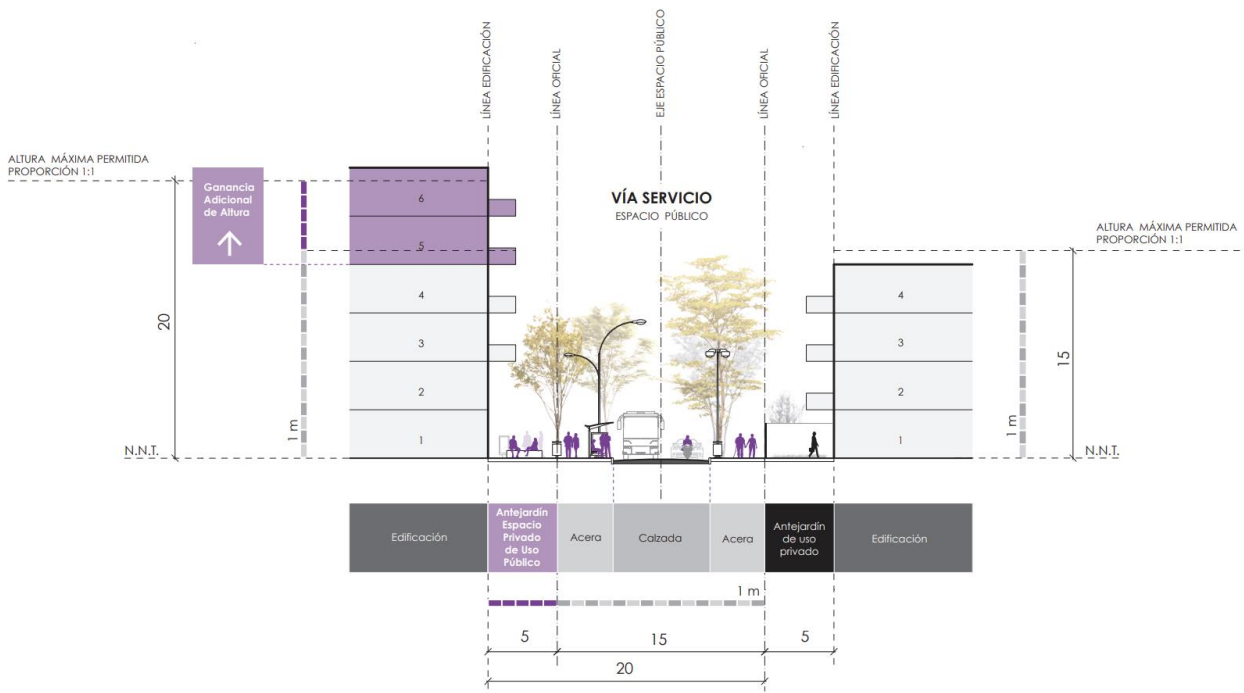 LÍNEA EDIFICACIÓN
LÍNEA OFICIAL
EJE ESPACIO PÚBLICO
LÍNEA OFICIAL
LÍNEA EDIFICACIÓN
ALTURA MÁXIMA PERMITIDA
PROPORCIÓN 1:1
Ganancia
Adicional
de Altura
VÍA SERVICIO
ESPACIO PÚBLICO
ALTURA MÁXIMA PERMITIDA
PROPORCIÓN 1:1
6
5
4
3
2
1
4
3
2
1
20
1 m
N.N.T.
15
1 m
N.N.T.
Edificación
Antejardín
Espacio
Privado
de Uso
Público
Acera
Calzada
Acera
Antejardín
de uso
privado
Edificación
1 m
5
15
5
20